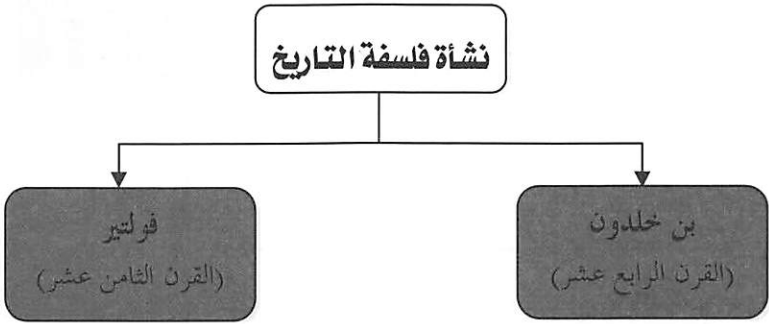 نشأة فلسفة التاريخ
بن خلدون
(القرن الرابع عشر)
فولتير
(القرن الثامن عشر)